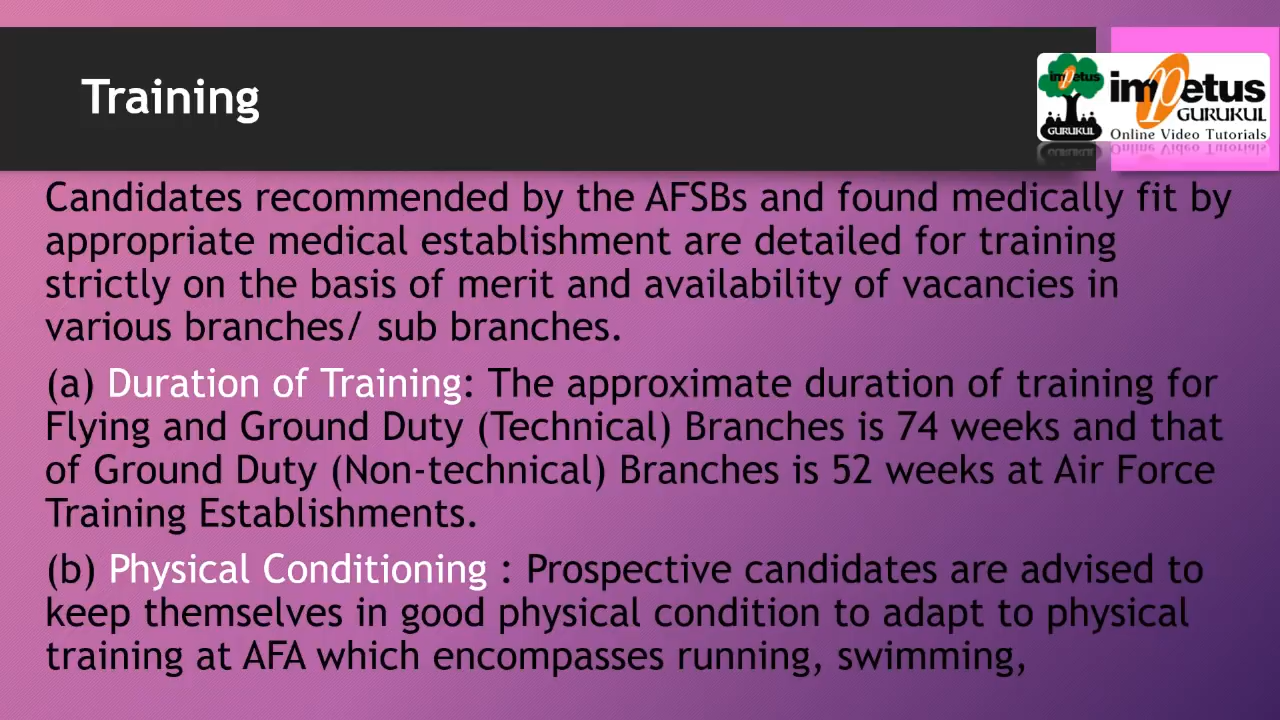 Training
impetus
GURUKUL
impetus
GURUKUL
Online Video Tutorials
Candidates recommended by the AFSBs and found medically fit by
appropriate medical establishment are detailed for training
strictly on the basis of merit and availability of vacancies in
various branches/ sub branches.
(a) Duration of Training: The approximate duration of training for
Flying and Ground Duty (Technical) Branches is 74 weeks and that
of Ground Duty (Non-technical) Branches is 52 weeks at Air Force
Training Establishments.
(b) Physical Conditioning : Prospective candidates are advised to
keep themselves in good physical condition to adapt to physical
training at AFA which encompasses running, swimming,